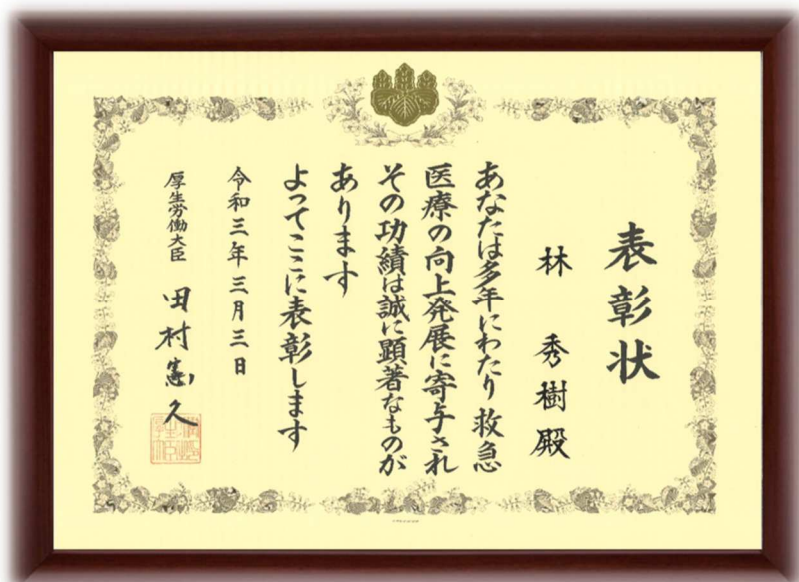 表彰状
林 秀樹 殿
あなたは多年にわたり救急
医療の向上発展に寄与され
その功績は誠に顕著なものが
あります
よってここに表彰します
令和三年三月三日
厚生労働大臣 田村憲久